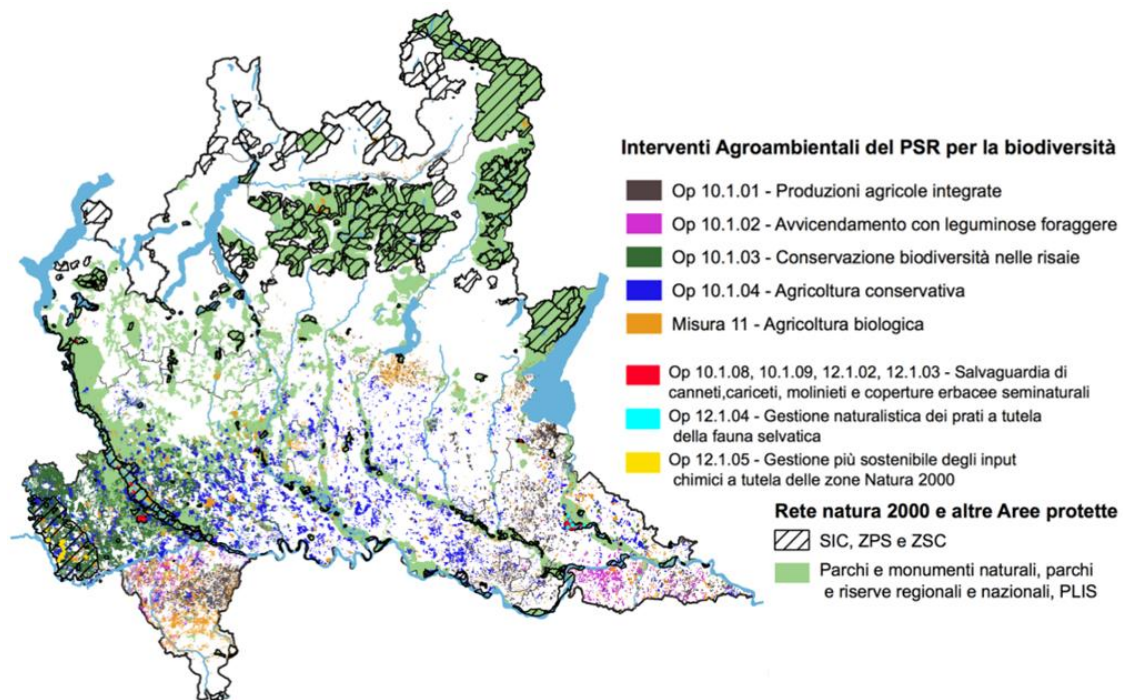 Interventi Agroambientali del PSR per la biodiversità
Op 10.1.01 - Produzioni agricole integrate
Op 10.1.02 - Avvicendamento con leguminose foraggere
Op 10.1.03 - Conservazione biodiversità nelle risaie
Op 10.1.04 - Agricoltura conservativa
Misura 11 - Agricoltura biologica
Op 10.1.08, 10.1.09, 12.1.02, 12.1.03 - Salvaguardia di
canneti,cariceti, molinieti e coperture erbacee seminaturali
Op 12.1.04 - Gestione naturalistica dei prati a tutela
della fauna selvatica
Op 12.1.05 - Gestione più sostenibile degli input
chimici a tutela delle zone Natura 2000
Rete natura 2000 e altre Aree protette
SIC, ZPS e ZSC
Parchi e monumenti naturali, parchi
e riserve regionali e nazionali, PLIS